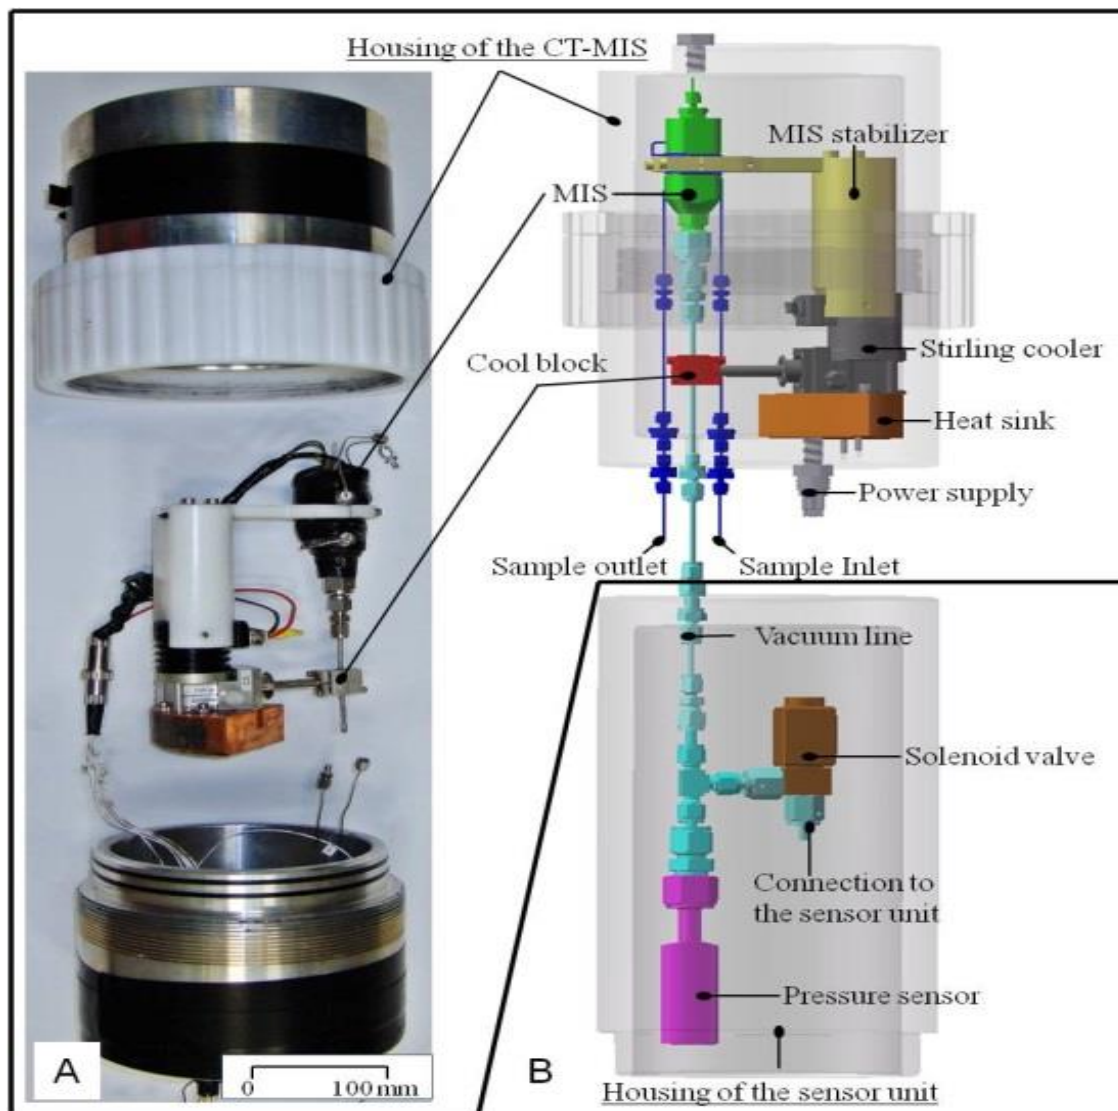 Housing of the CT-MIS
MIS stabilizer
MIS
Stirling cooler
Cool block
Heat sink
Power supply
Sample outlet
Sample Inlet
Vacuum line
Solenoid valve
Connection to
the sensor unit
Pressure sensor
A
0
100 mm
B
Housing of the sensor unit